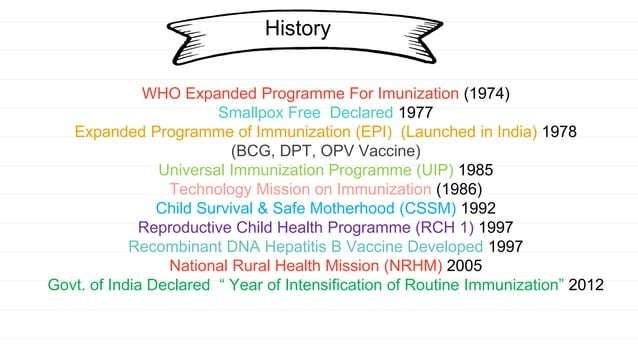 History
WHO Expanded Programme For Imunization (1974)
Smallpox Free Declared 1977
Expanded Programme of Immunization (EPI) (Launched in India) 1978
(BCG, DPT, OPV Vaccine)
Universal Immunization Programme (UIP) 1985
Technology Mission on Immunization (1986)
Child Survival & Safe Motherhood (CSSM) 1992
Reproductive Child Health Programme (RCH 1) 1997
Recombinant DNA Hepatitis B Vaccine Developed 1997
National Rural Health Mission (NRHM) 2005
Govt. of India Declared “ Year of Intensification of Routine Immunization” 2012